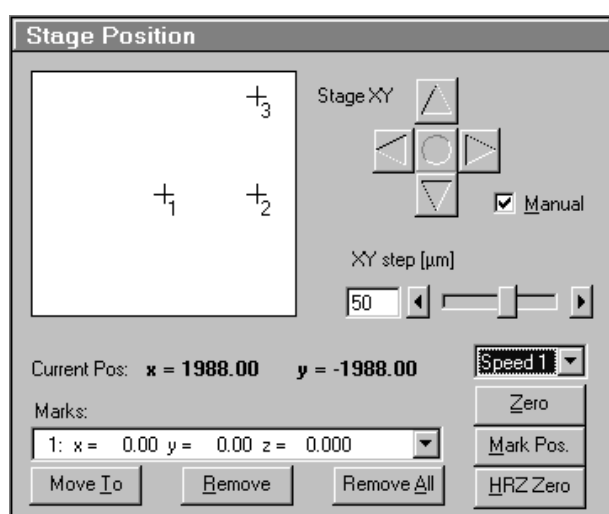 Stage Position
3
1
2
Stage XY
Manual
XY step [µm]
50
Current Pos: x = 1988.00 y = -1988.00
Speed 1
Marks:
Zero
1: x = 0.00 y = 0.00 z = 0.000
Mark Pos.
Move To
Remove
Remove All
HRZ Zero